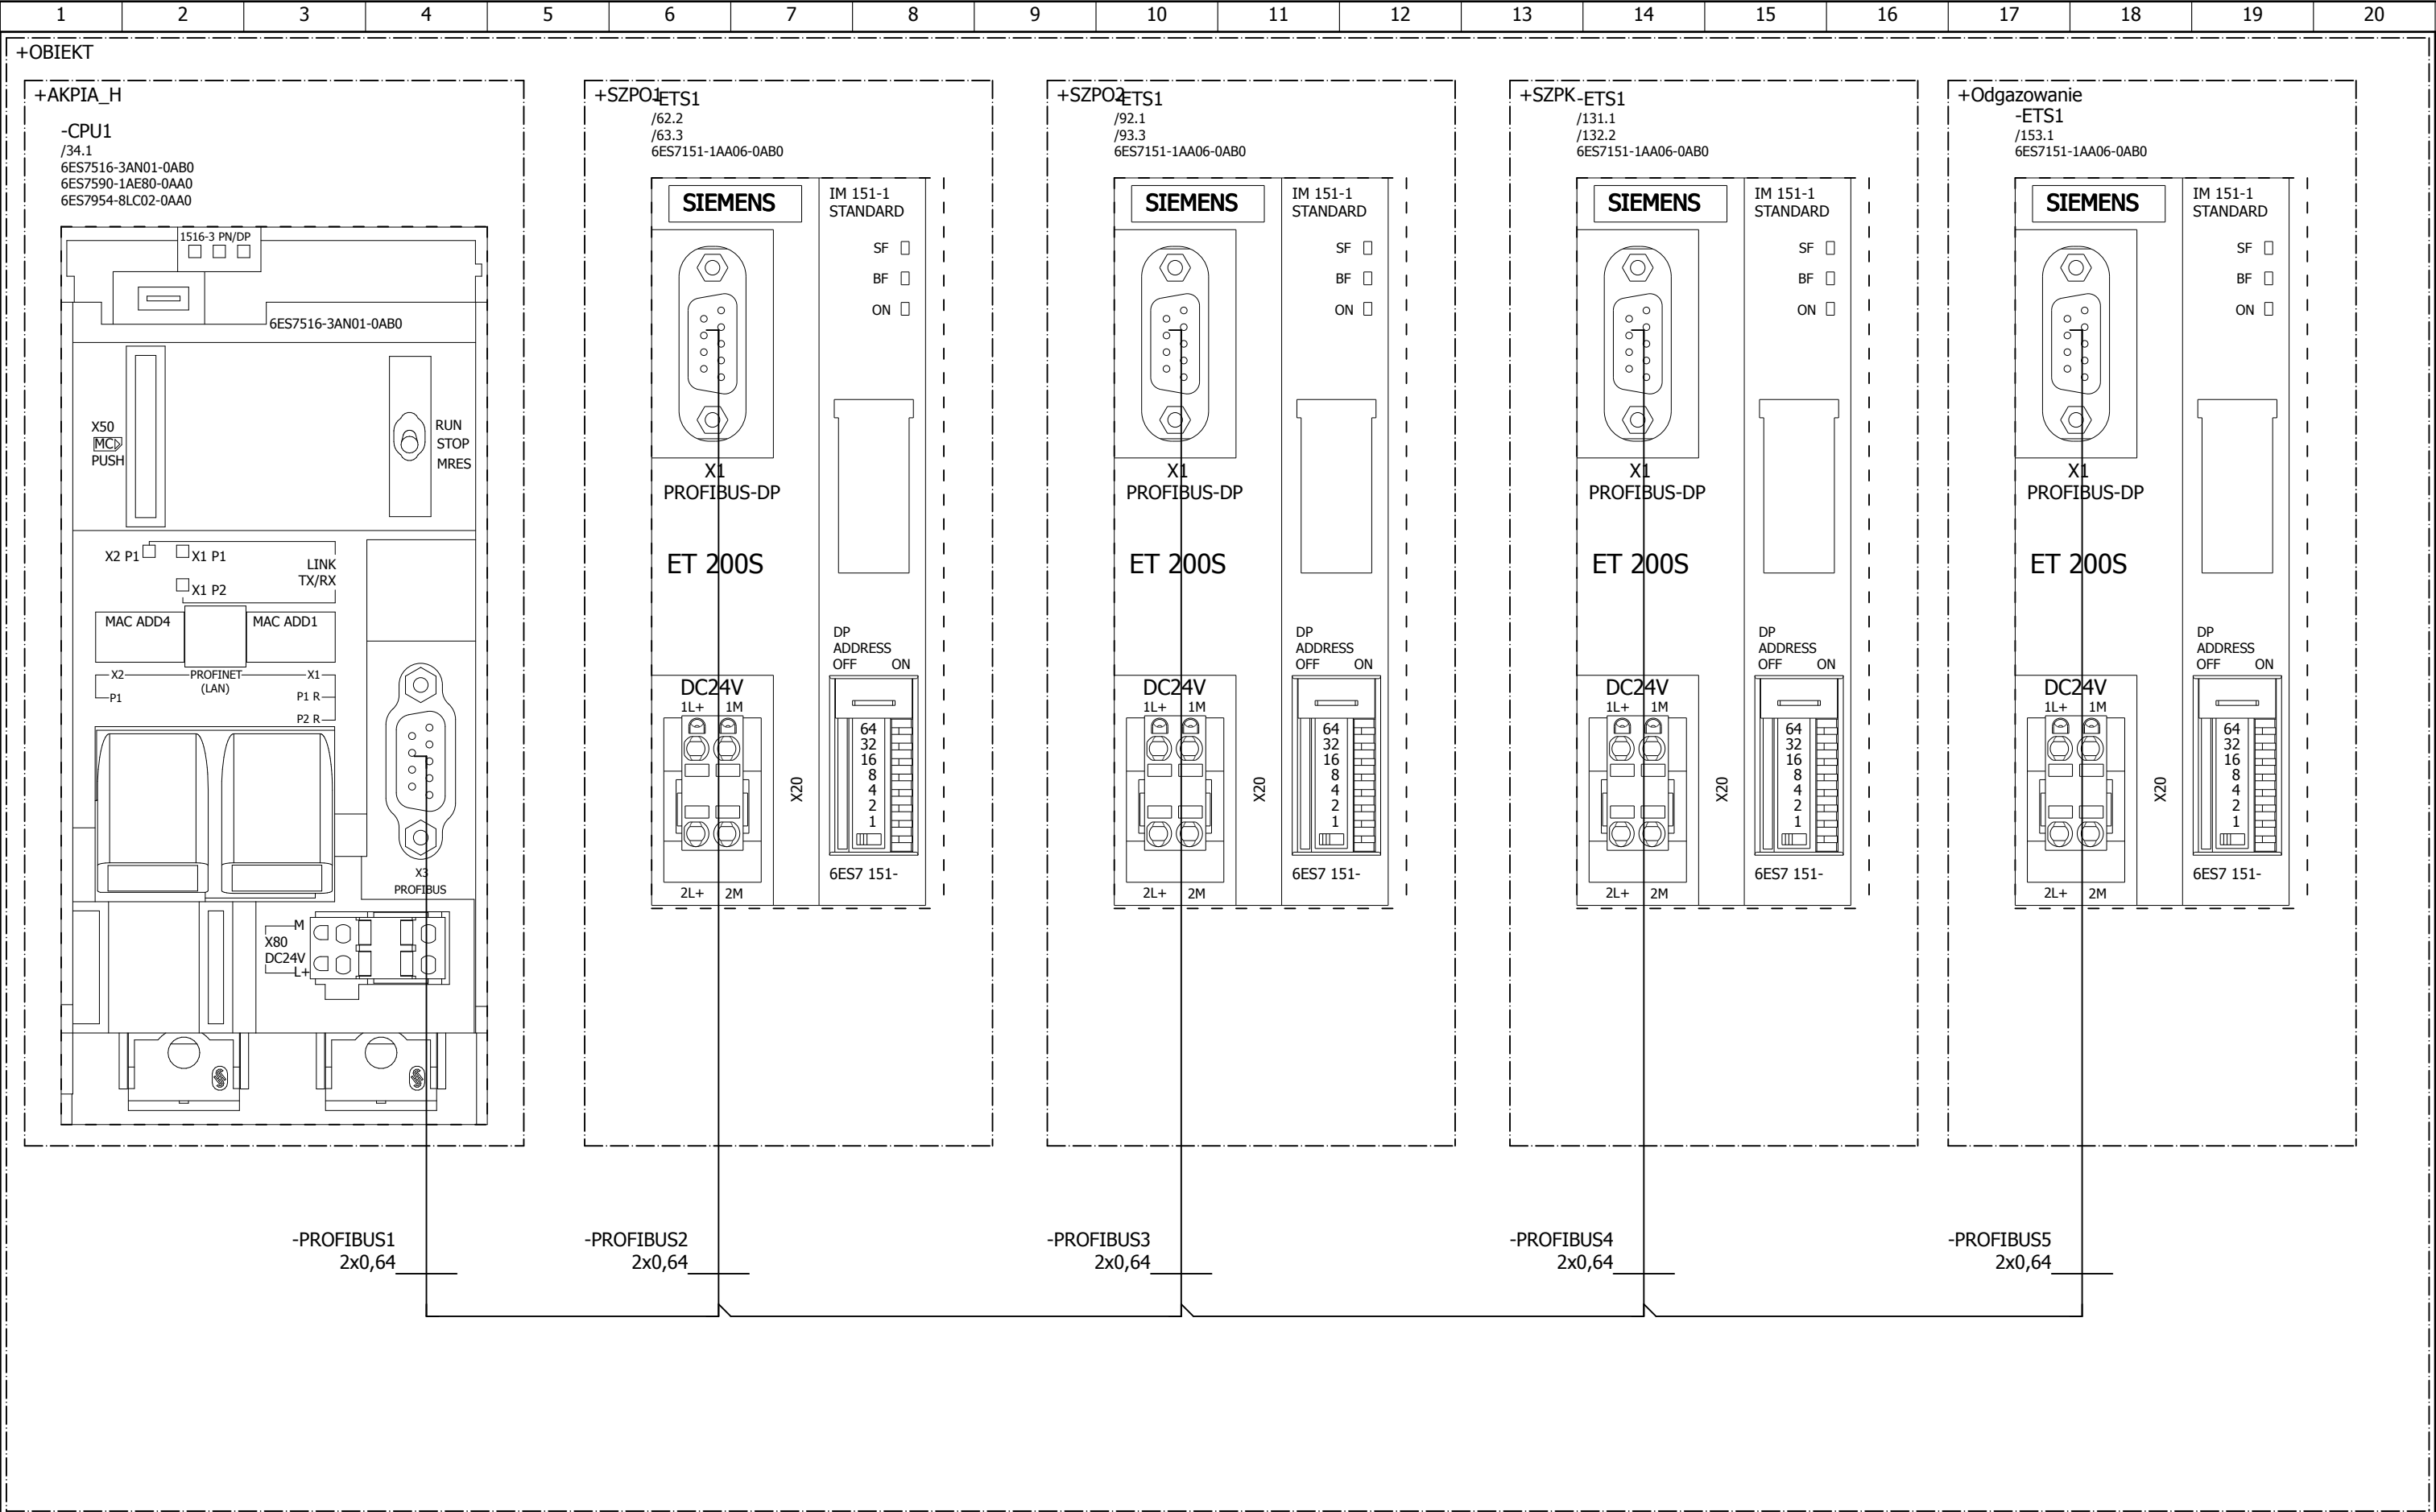 1 2 3 4 5 6 7 8 9 10 11 12 13 14 15 16 17 18 19 20
+OBIEKT
+AKPIA_H
-CPU1
/34.1
6ES7516-3AN01-0AB0
6ES7590-1AE80-0AA0
6ES7954-8LC02-0AA0
1516-3 PN/DP
6ES7516-3AN01-0AB0
X50
MC
PUSH
RUN
STOP
MRES
X2 P1
X1 P1
X1 P2
LINK
TX/RX
MAC ADD4
MAC ADD1
X2
PROFINET
(LAN)
X1
P1
P1 R
P2 R
X3
PROFIBUS
M
X80
DC24V
L+
+SZPO1
-ETS1
/62.2
/63.3
6ES7151-1AA06-0AB0
SIEMENS
IM 151-1
STANDARD
SF
BF
ON
X1
PROFIBUS-DP
ET 200S
DP
ADDRESS
OFF ON
DC24V
1L+ 1M
64
32
16
8
4
2
1
X20
6ES7 151-
2L+ 2M
+SZPO2
-ETS1
/92.1
/93.3
6ES7151-1AA06-0AB0
SIEMENS
IM 151-1
STANDARD
SF
BF
ON
X1
PROFIBUS-DP
ET 200S
DP
ADDRESS
OFF ON
DC24V
1L+ 1M
64
32
16
8
4
2
1
X20
6ES7 151-
2L+ 2M
+SZPK
-ETS1
/131.1
/132.2
6ES7151-1AA06-0AB0
SIEMENS
IM 151-1
STANDARD
SF
BF
ON
X1
PROFIBUS-DP
ET 200S
DP
ADDRESS
OFF ON
DC24V
1L+ 1M
64
32
16
8
4
2
1
X20
6ES7 151-
2L+ 2M
+Odgazowanie
-ETS1
/153.1
6ES7151-1AA06-0AB0
SIEMENS
IM 151-1
STANDARD
SF
BF
ON
X1
PROFIBUS-DP
ET 200S
DP
ADDRESS
OFF ON
DC24V
1L+ 1M
64
32
16
8
4
2
1
X20
6ES7 151-
2L+ 2M
-PROFIBUS1
2x0,64
-PROFIBUS2
2x0,64
-PROFIBUS3
2x0,64
-PROFIBUS4
2x0,64
-PROFIBUS5
2x0,64